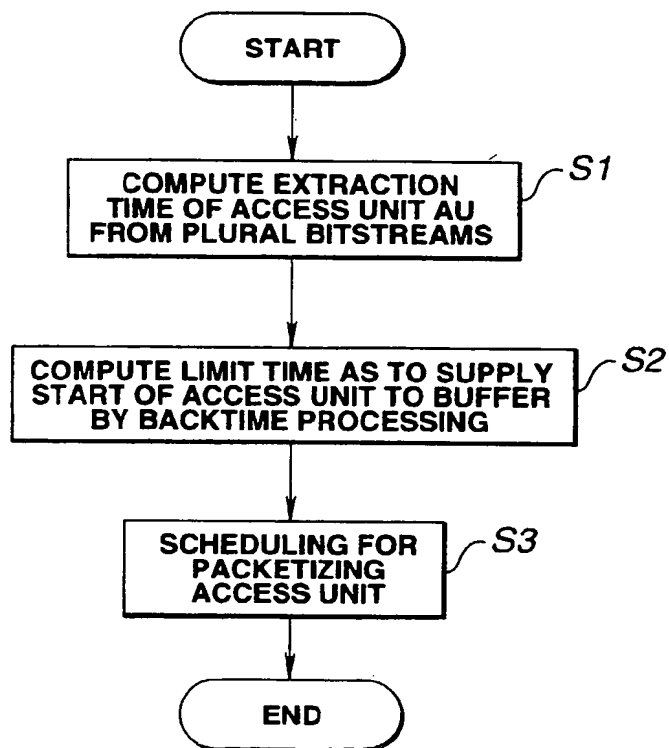 START
S1
COMPUTE EXTRACTION
TIME OF ACCESS UNIT AU
FROM PLURAL BITSTREAMS
S2
COMPUTE LIMIT TIME AS TO SUPPLY
START OF ACCESS UNIT TO BUFFER
BY BACKTIME PROCESSING
S3
SCHEDULING FOR
PACKETIZING
ACCESS UNIT
END